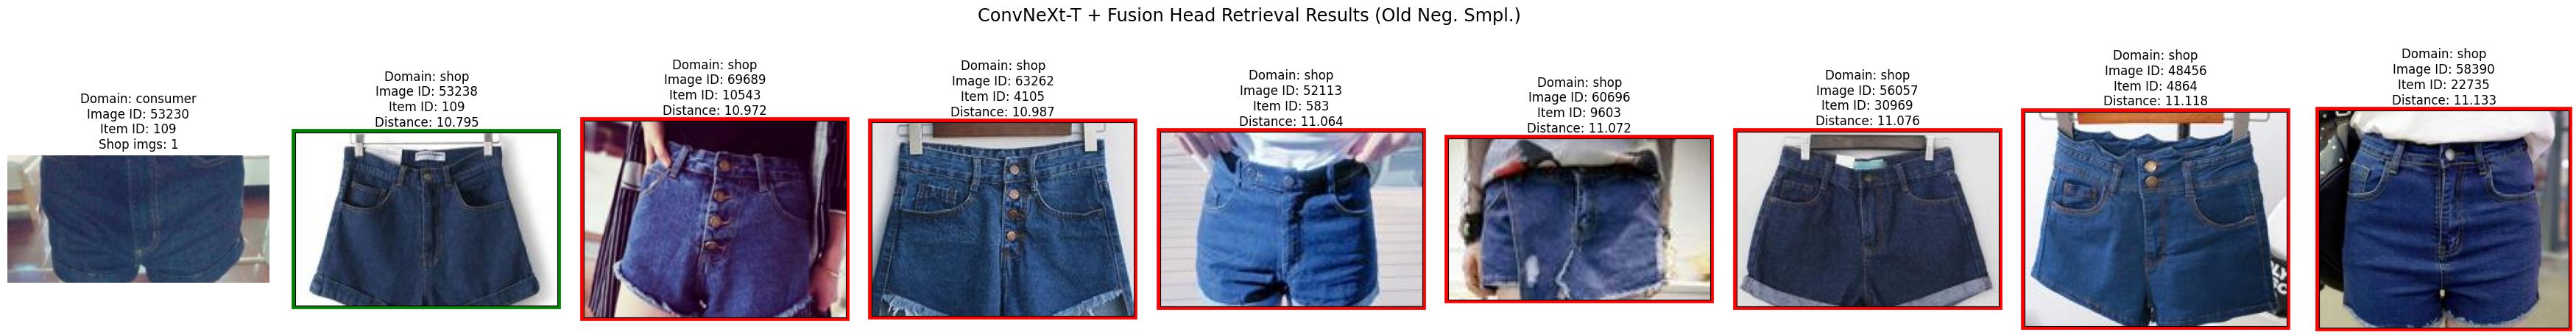 ConvNeXt-T + Fusion Head Retrieval Results (Old Neg. Smpl.)
Domain: consumer
Image ID: 53230
Item ID: 109
Shop imgs: 1
Domain: shop
Image ID: 53238
Item ID: 109
Distance: 10.795
Domain: shop
Image ID: 69689
Item ID: 10543
Distance: 10.972
Domain: shop
Image ID: 63262
Item ID: 4105
Distance: 10.987
Domain: shop
Image ID: 52113
Item ID: 583
Distance: 11.064
Domain: shop
Image ID: 60696
Item ID: 9603
Distance: 11.072
Domain: shop
Image ID: 56057
Item ID: 30969
Distance: 11.076
Domain: shop
Image ID: 48456
Item ID: 4864
Distance: 11.118
Domain: shop
Image ID: 58390
Item ID: 22735
Distance: 11.133